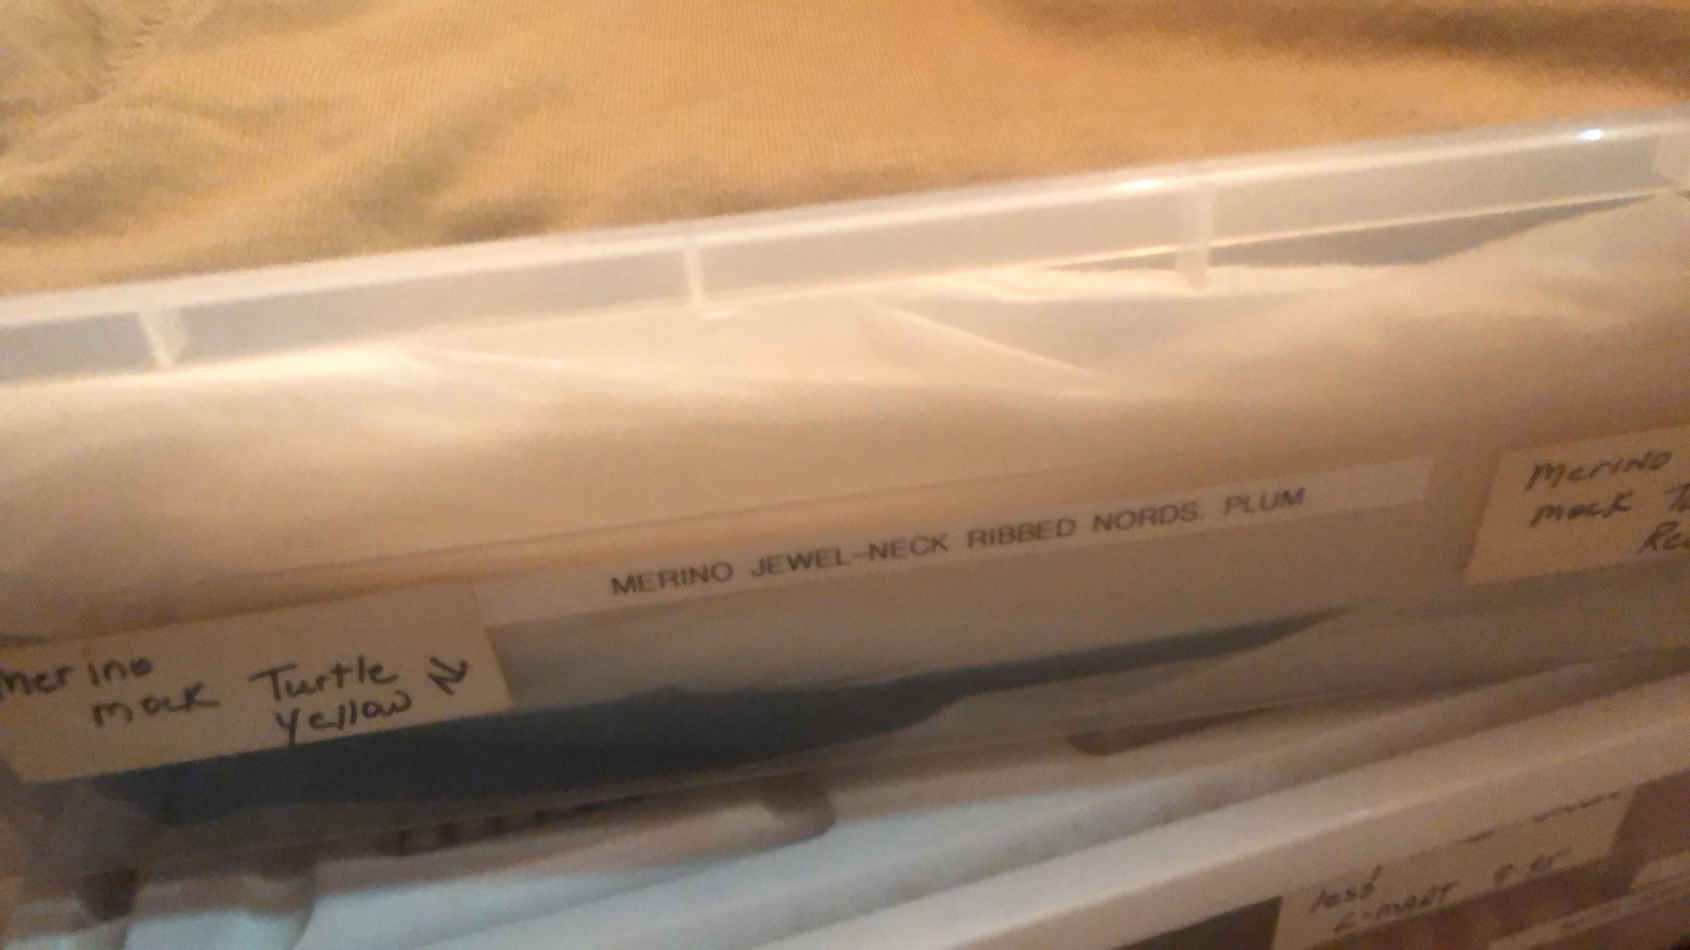 MERINO JEWEL-NECK RIBBED NORDS. PLUM
Merino
mock Turtle
Yellow
Merino
mock